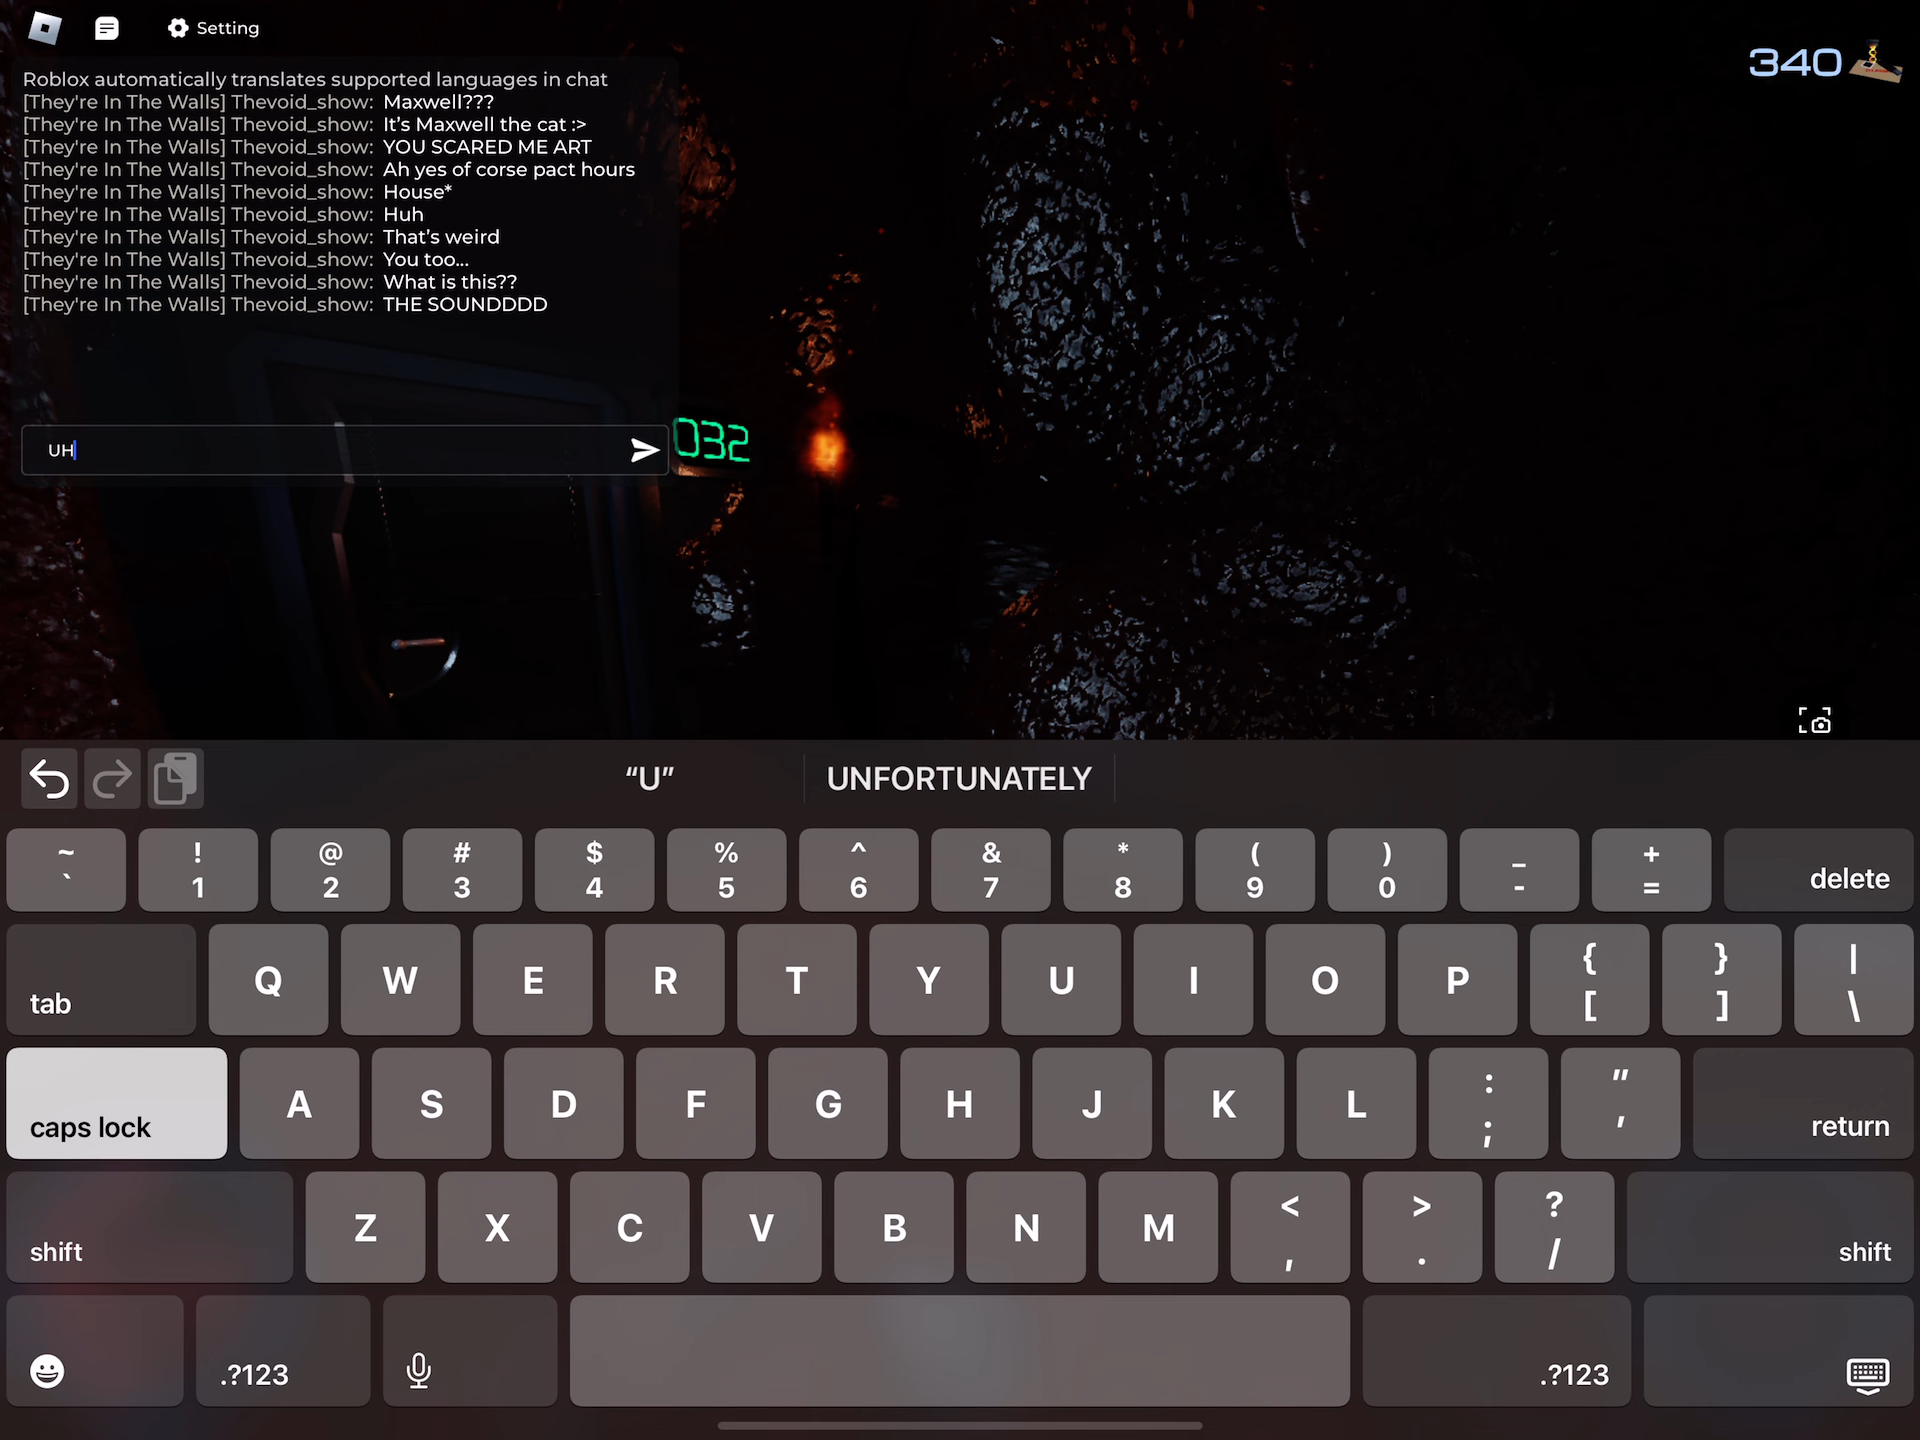 Setting
340
Roblox automatically translates supported languages in chat
[They're In The Walls] Thevoid_show: Maxwell???
[They're In The Walls] Thevoid_show: It's Maxwell the cat :>
[They're In The Walls] Thevoid_show: YOU SCARED ME ART
[They're In The Walls] Thevoid_show: Ah yes of corse pact hours
[They're In The Walls] Thevoid_show: House*
[They're In The Walls] Thevoid_show: Huh
[They're In The Walls] Thevoid_show: That's weird
[They're In The Walls] Thevoid_show: You too...
[They're In The Walls] Thevoid_show: What is this??
[They're In The Walls] Thevoid_show: THE SOUNDDDD
UH
032
“U” UNFORTUNATELY
~ ! @ # $ % ^ & * ( ) _ +
` 1 2 3 4 5 6 7 8 9 0 - = delete
tab Q W E R T Y U I O P { [ } ] | \
caps lock A S D F G H J K L : ; " ' return
shift Z X C V B N M < , > . ? / shift
.?123 .?123